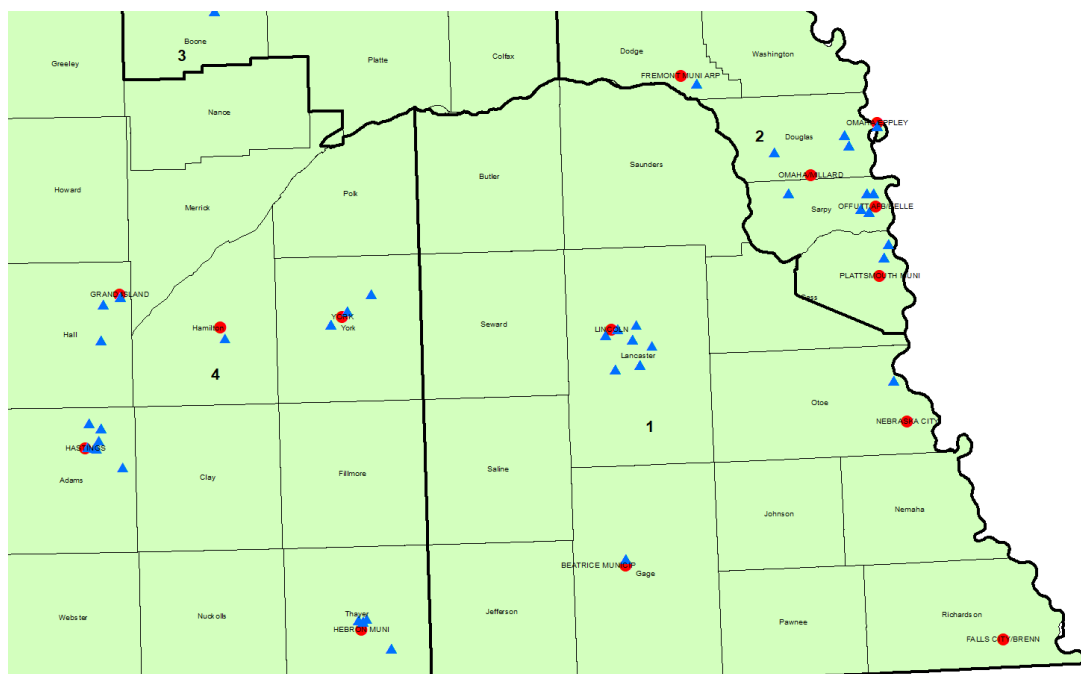 Boone
3
Greeley
Platte
Colfax
Dodge
Washington
FREMONT MUNI ARP
Nance
2
Douglas
OMAHA/EPPLEY
Saunders
Butler
OMAHA/MILLARD
Howard
Merrick
Polk
Sarpy
OFFUTT AFB/BELLE
PLATTSMOUTH MUNI
GRAND ISLAND
Cass
Hall
Hamilton
YORK
York
Seward
LINCOLN
Lancaster
4
Otoe
1
NEBRASKA CITY
HASTINGS
Adams
Clay
Fillmore
Saline
Johnson
Nemaha
BEATRICE MUNICIP
Gage
Webster
Nuckolls
Thayer
HEBRON MUNI
Jefferson
Pawnee
Richardson
FALLS CITY/BRENN